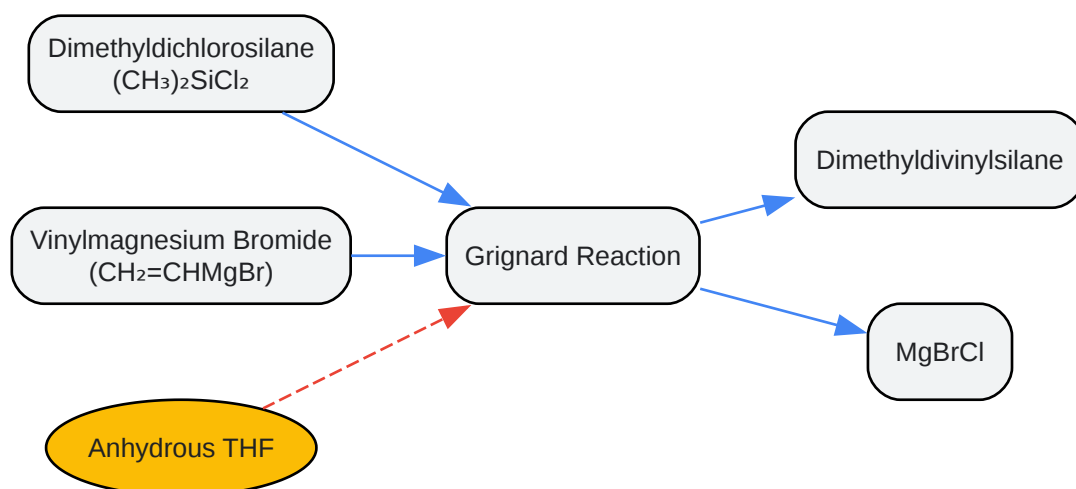 Dimethyldichlorosilane
(CH₃)₂SiCl₂
Vinylmagnesium Bromide
(CH₂=CHMgBr)
Anhydrous THF
Grignard Reaction
Dimethyldivinylsilane
MgBrCl